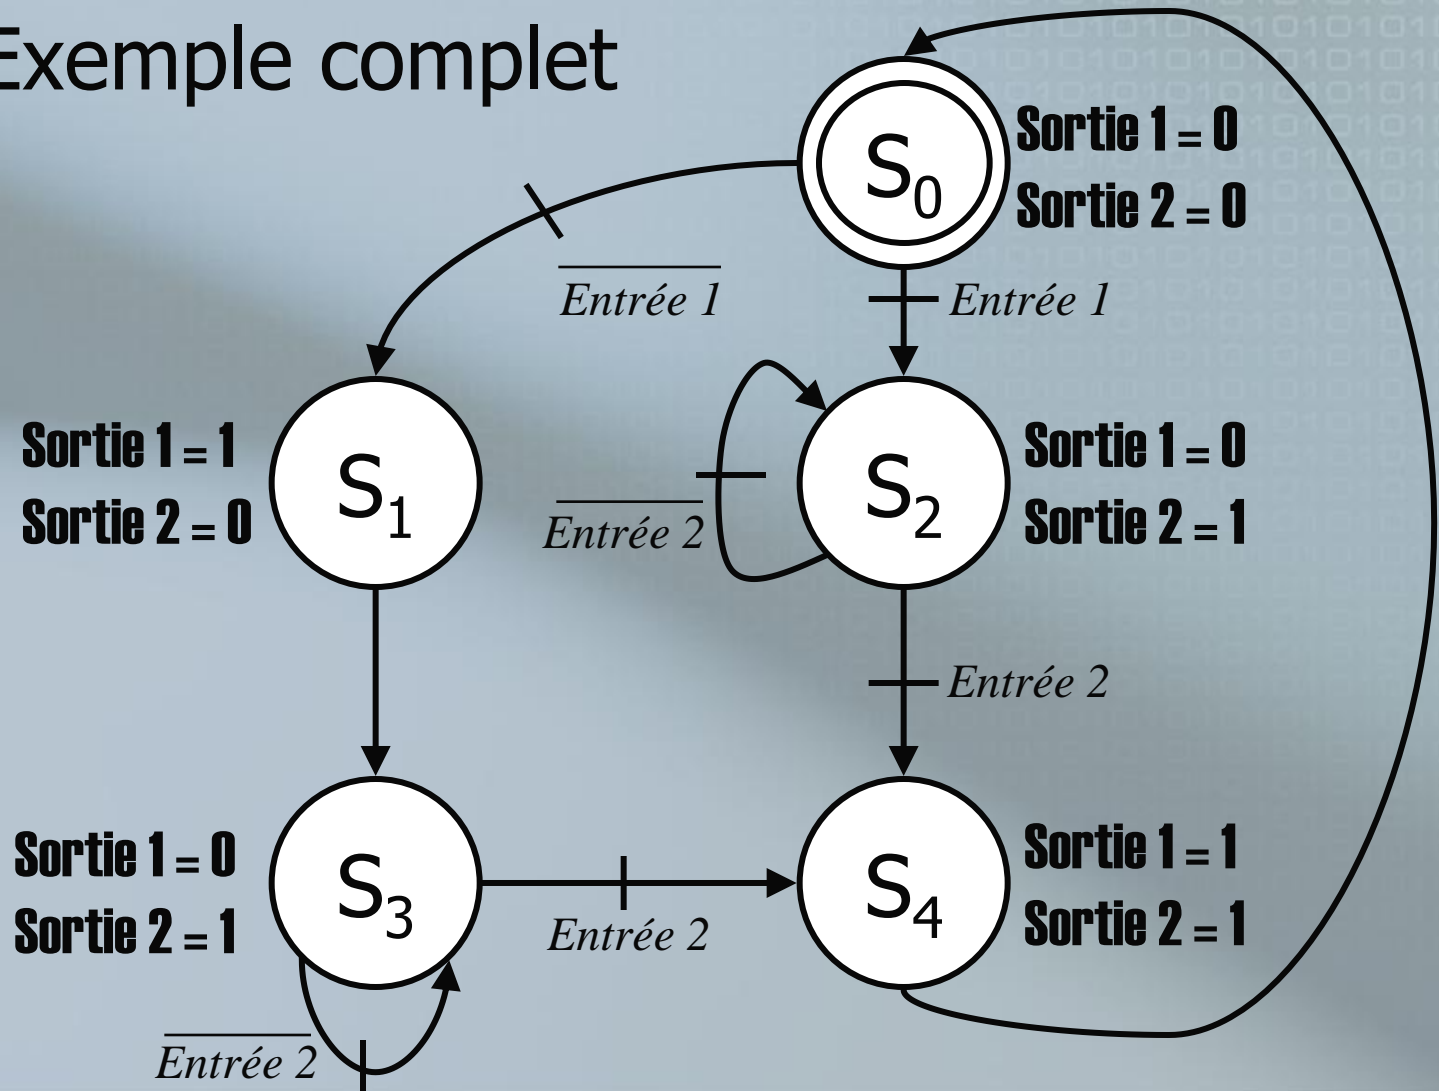 Exemple complet
S0
Sortie 1 = 0
Sortie 2 = 0
Entrée 1
Entrée 1
Sortie 1 = 1
Sortie 2 = 0
S1
Entrée 2
S2
Sortie 1 = 0
Sortie 2 = 1
Entrée 2
Sortie 1 = 0
Sortie 2 = 1
S3
Entrée 2
S4
Sortie 1 = 1
Sortie 2 = 1
Entrée 2